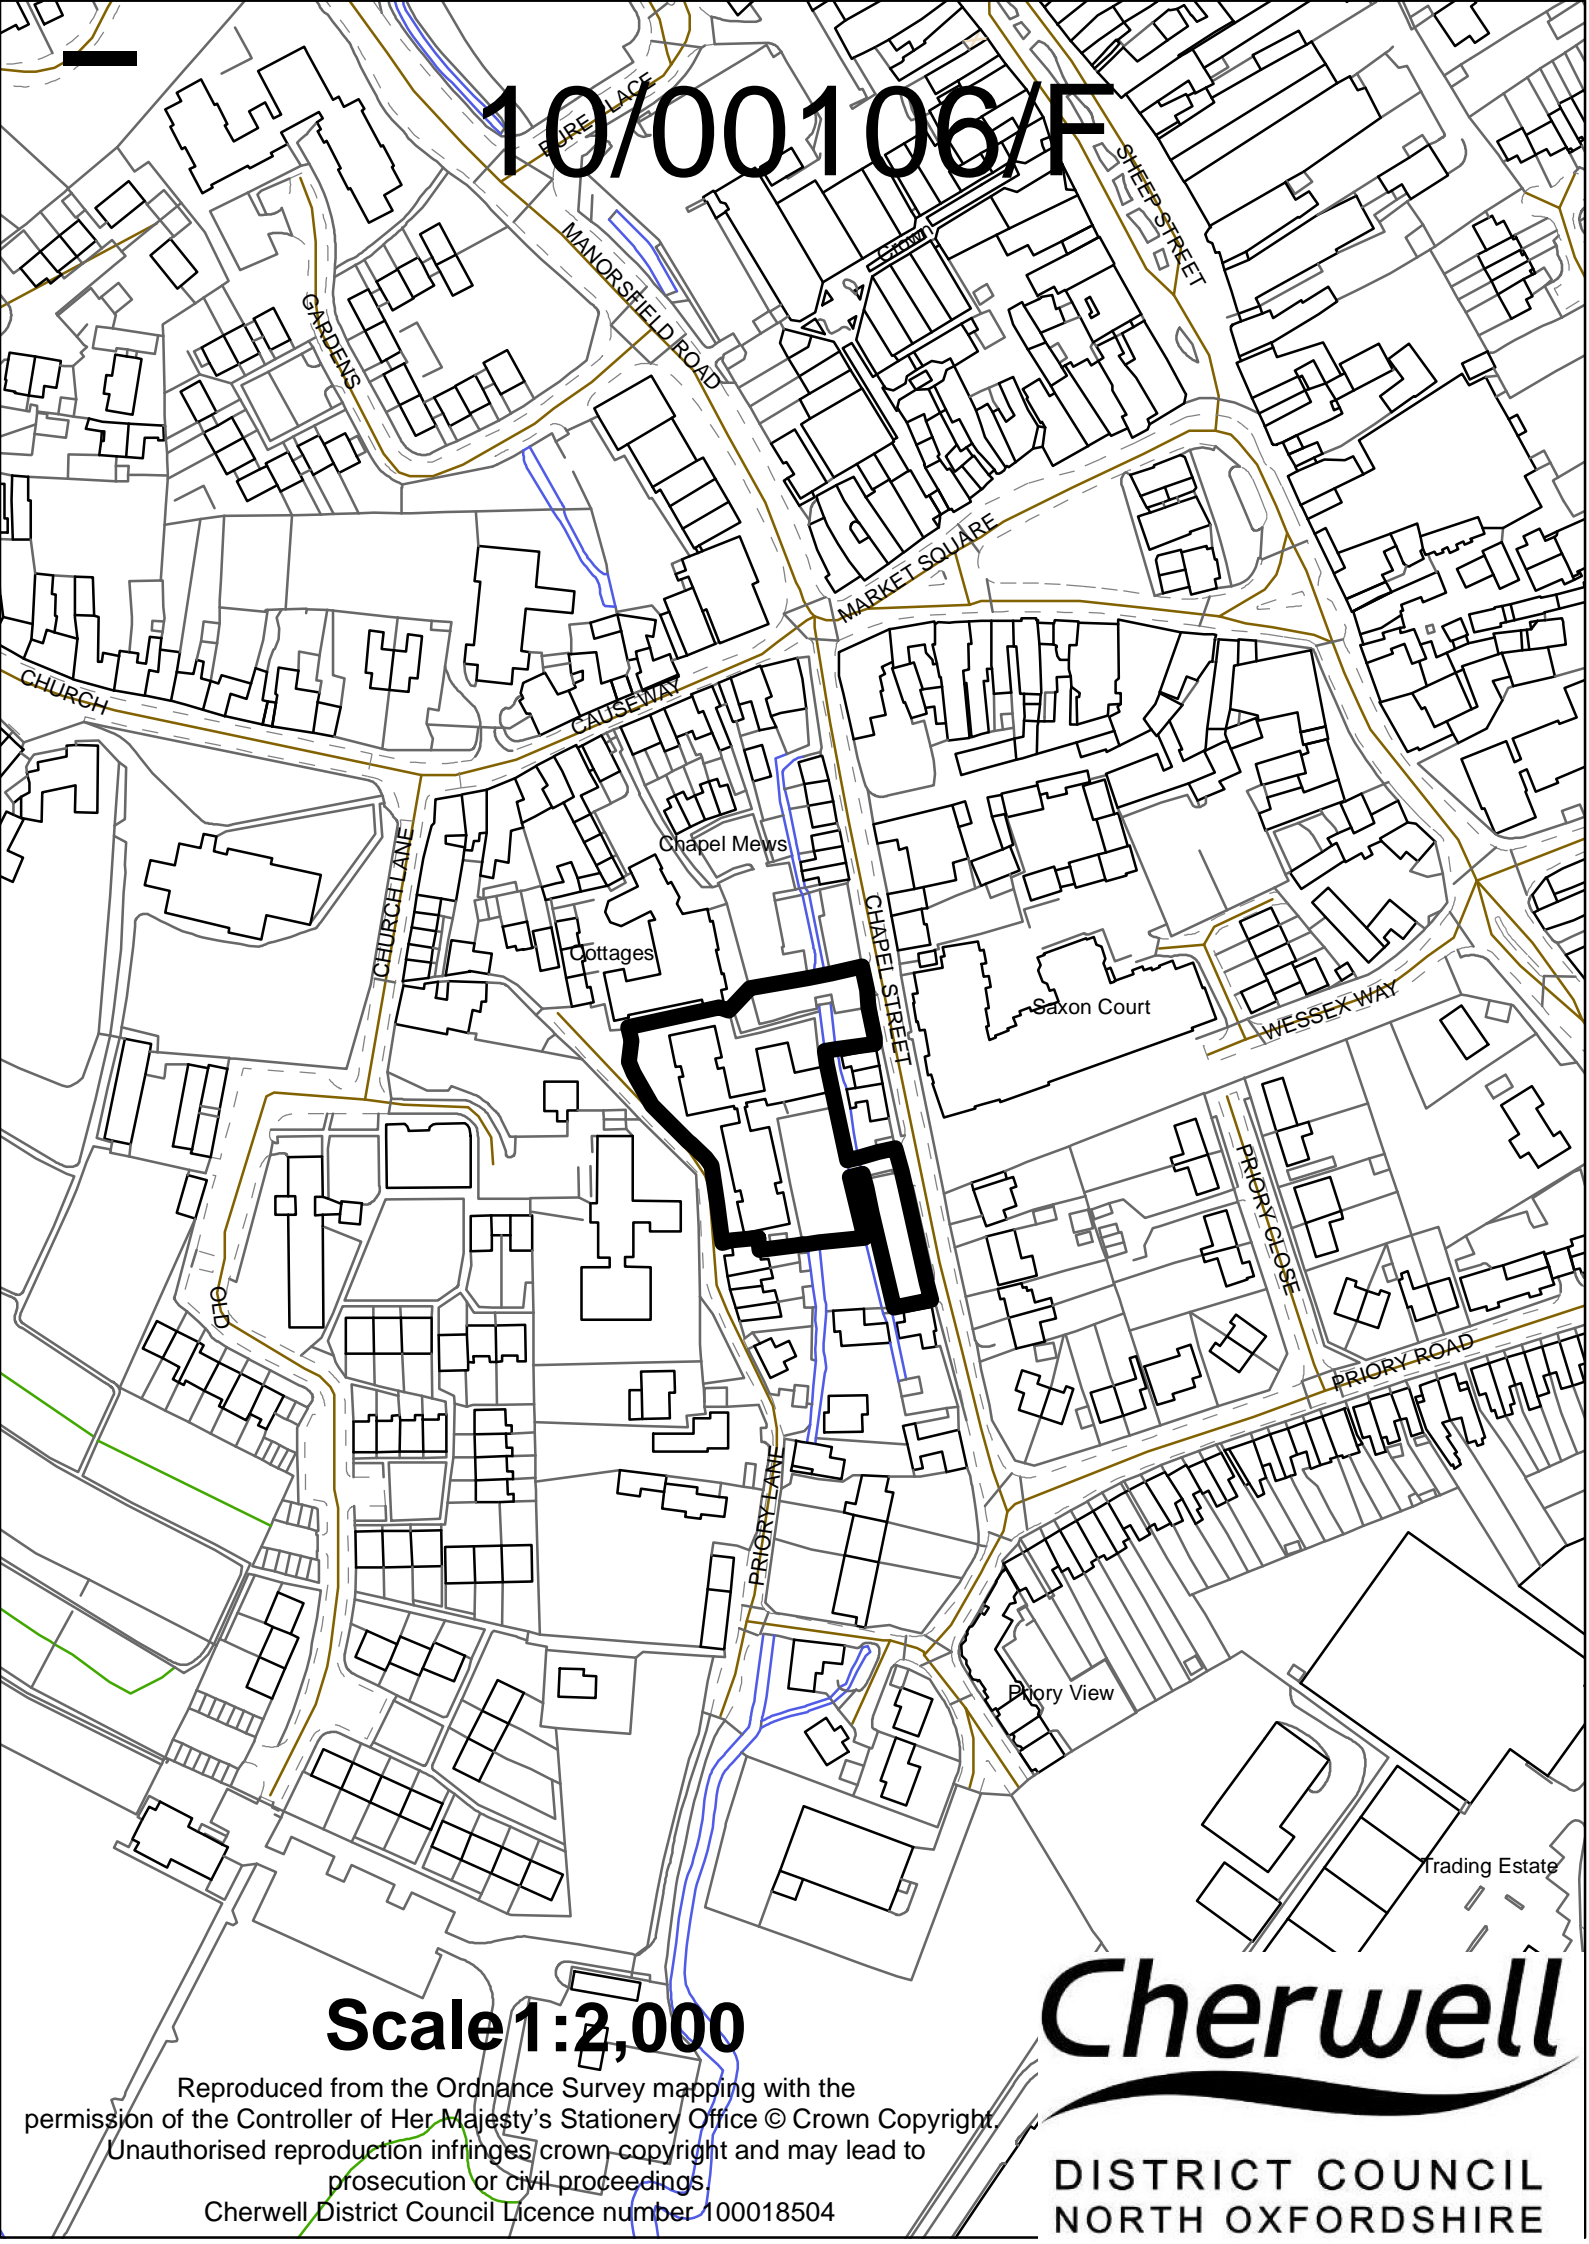 10/00106/F
BURE PLACE
SHEEP STREET
Crown
MANORSFIELD ROAD
GARDENS
MARKET SQUARE
CHURCH
CAUSEWAY
CHURCH LANE
Chapel Mews
CHAPEL STREET
Cottages
Saxon Court
WESSEX WAY
PRIORY CLOSE
OLD
PRIORY ROAD
PRIORY LANE
Priory View
Trading Estate
Scale 1:2,000
Reproduced from the Ordnance Survey mapping with the
permission of the Controller of Her Majesty's Stationery Office © Crown Copyright.
Unauthorised reproduction infringes crown copyright and may lead to
prosecution or civil proceedings.
Cherwell District Council Licence number 100018504
Cherwell
DISTRICT COUNCIL
NORTH OXFORDSHIRE